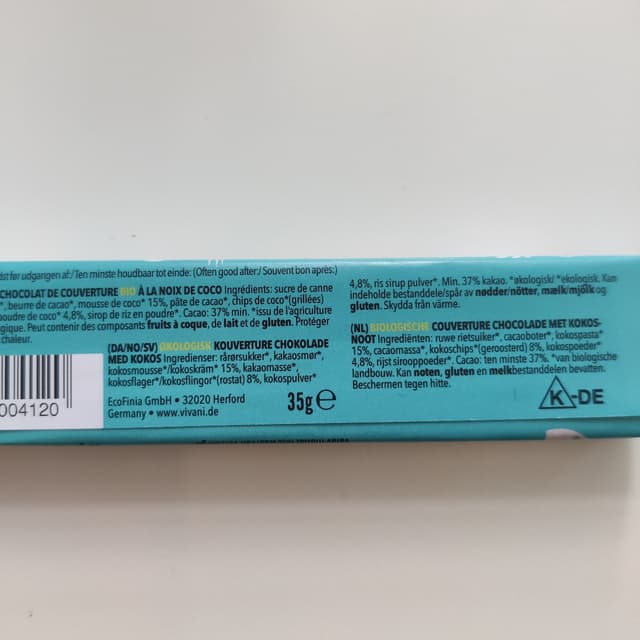 dst før udgangen af:/Ten minste houdbaar tot einde: (Often good after:/ Souvent bon après:)
CHOCOLAT DE COUVERTURE BIO À LA NOIX DE COCO Ingrédients: sucre de canne
*, beurre de cacao*, mousse de coco* 15%, pâte de cacao*, chips de coco*(grillées)
poudre de coco* 4,8%, sirop de riz en poudre*. Cacao: 37% min. *issu de l'agriculture
gique. Peut contenir des composants fruits à coque, de lait et de gluten. Protéger
chaleur.
004120
(DA/NO/SV) ØKOLOGISK KOUVERTURE CHOKOLADE
MED KOKOS Ingredienser: rårørsukker*, kakaosmør*,
kokosmousse*/kokoskräm* 15%, kakaomasse*,
kokosflager*/kokosflingor*(rostat) 8%, kokospulver*
EcoFinia GmbH • 32020 Herford
Germany • www.vivani.de
35g e
4,8%, ris sirup pulver*. Min. 37% kakao. *økologisk/ *ekologisk. Kan
indeholde bestanddele/spår av nødder/nötter, mælk/mjölk og
gluten. Skydda från värme.
(NL) BIOLOGISCHE COUVERTURE CHOCOLADE MET KOKOS-
NOOT Ingrediënten: ruwe rietsuiker*, cacaoboter*, kokospasta*
15%, cacaomassa*, kokoschips*(geroosterd) 8%, kokospoeder*
4,8%, rijst sirooppoeder*. Cacao: ten minste 37%. *van biologische
landbouw. Kan noten, gluten en melkbestanddelen bevatten.
Beschermen tegen hitte.
K-DE